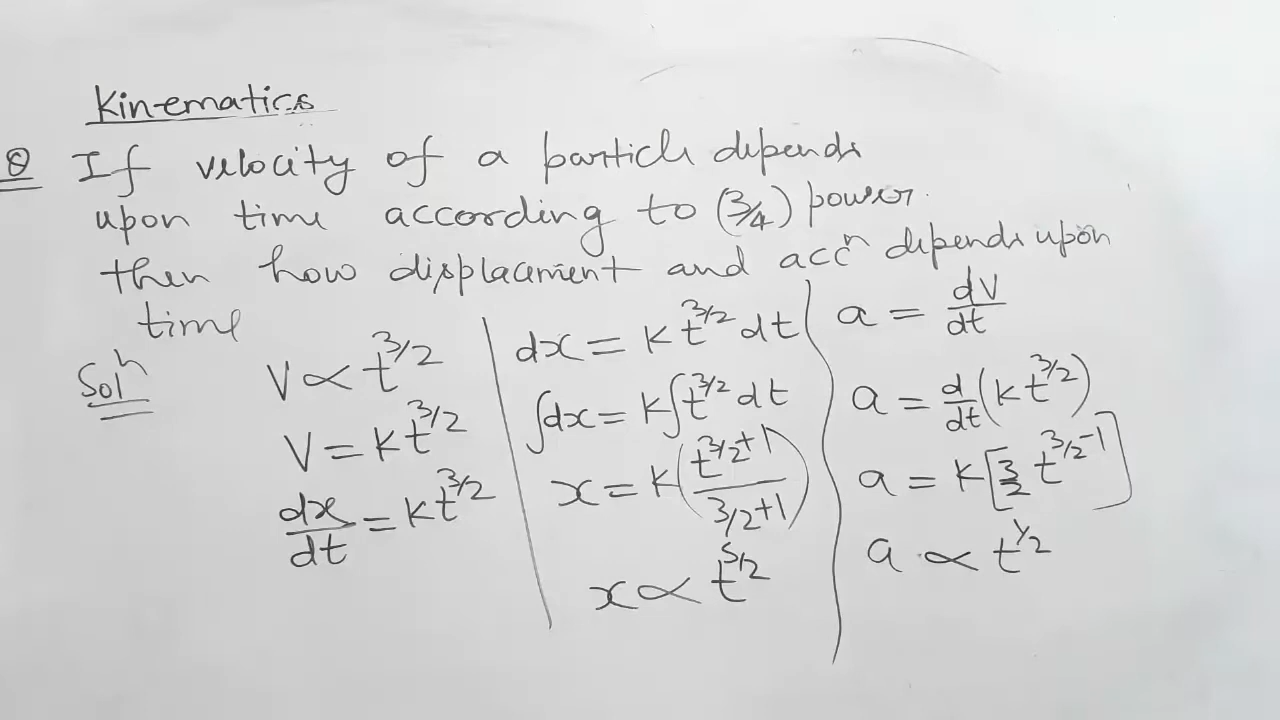 Kinematics
Q If velocity of a particle depends
upon time according to (3/4) power.
then how displacement and accⁿ depends upon
time
Solⁿ
V ∝ t^3/2
V = kt^3/2
dx/dt = kt^3/2
dx = k t^3/2 dt
∫dx = k∫t^3/2 dt
x = k(t^3/2+1 / 3/2+1)
x ∝ t^5/2
a = dV/dt
a = d/dt(k t^3/2)
a = k[3/2 t^3/2-1]
a ∝ t^1/2